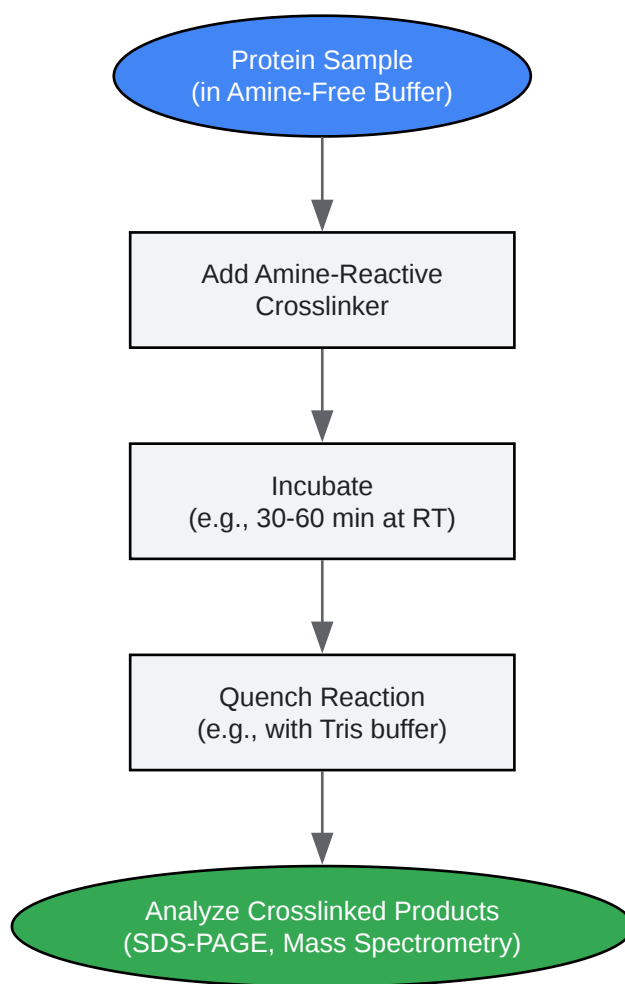 Protein Sample
(in Amine-Free Buffer)
Add Amine-Reactive
Crosslinker
Incubate
(e.g., 30-60 min at RT)
Quench Reaction
(e.g., with Tris buffer)
Analyze Crosslinked Products
(SDS-PAGE, Mass Spectrometry)